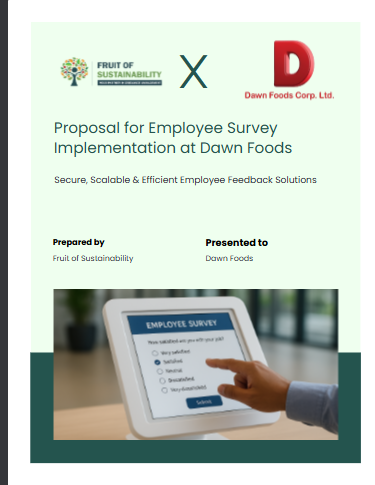 FRUIT OF
SUSTAINABILITY
X
D
Dawn Foods Corp. Ltd.
Proposal for Employee Survey
Implementation at Dawn Foods
Secure, Scalable & Efficient Employee Feedback Solutions
Prepared by
Presented to
Fruit of Sustainability
Dawn Foods
EMPLOYEE SURVEY
How satisfied are you with your job?
Very satisfied
Satisfied
Neutral
Dissatisfied
Very dissatisfied
Submit